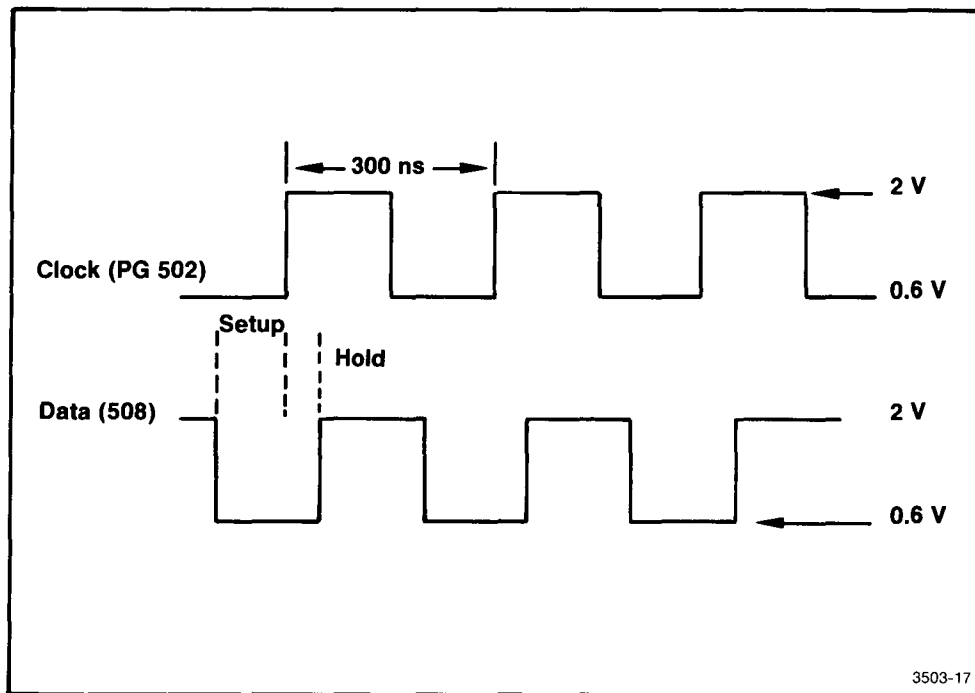 300 ns
2 V
Clock (PG 502)
0.6 V
Setup
Hold
Data (508)
2 V
0.6 V
3503-17